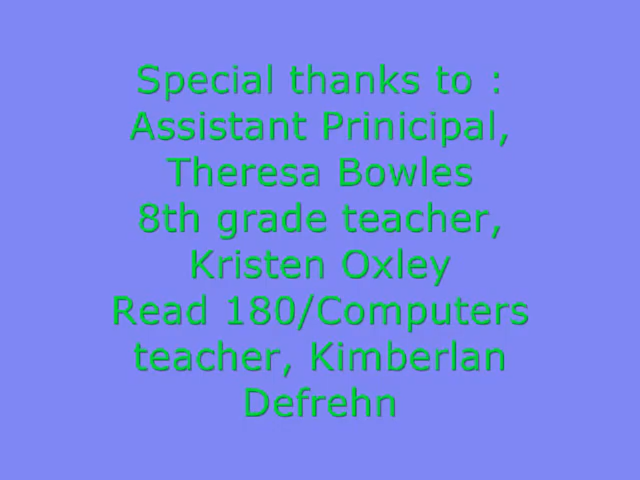 Special thanks to :
Assistant Prinicipal,
Theresa Bowles
8th grade teacher,
Kristen Oxley
Read 180/Computers
teacher, Kimberlan
Defrehn